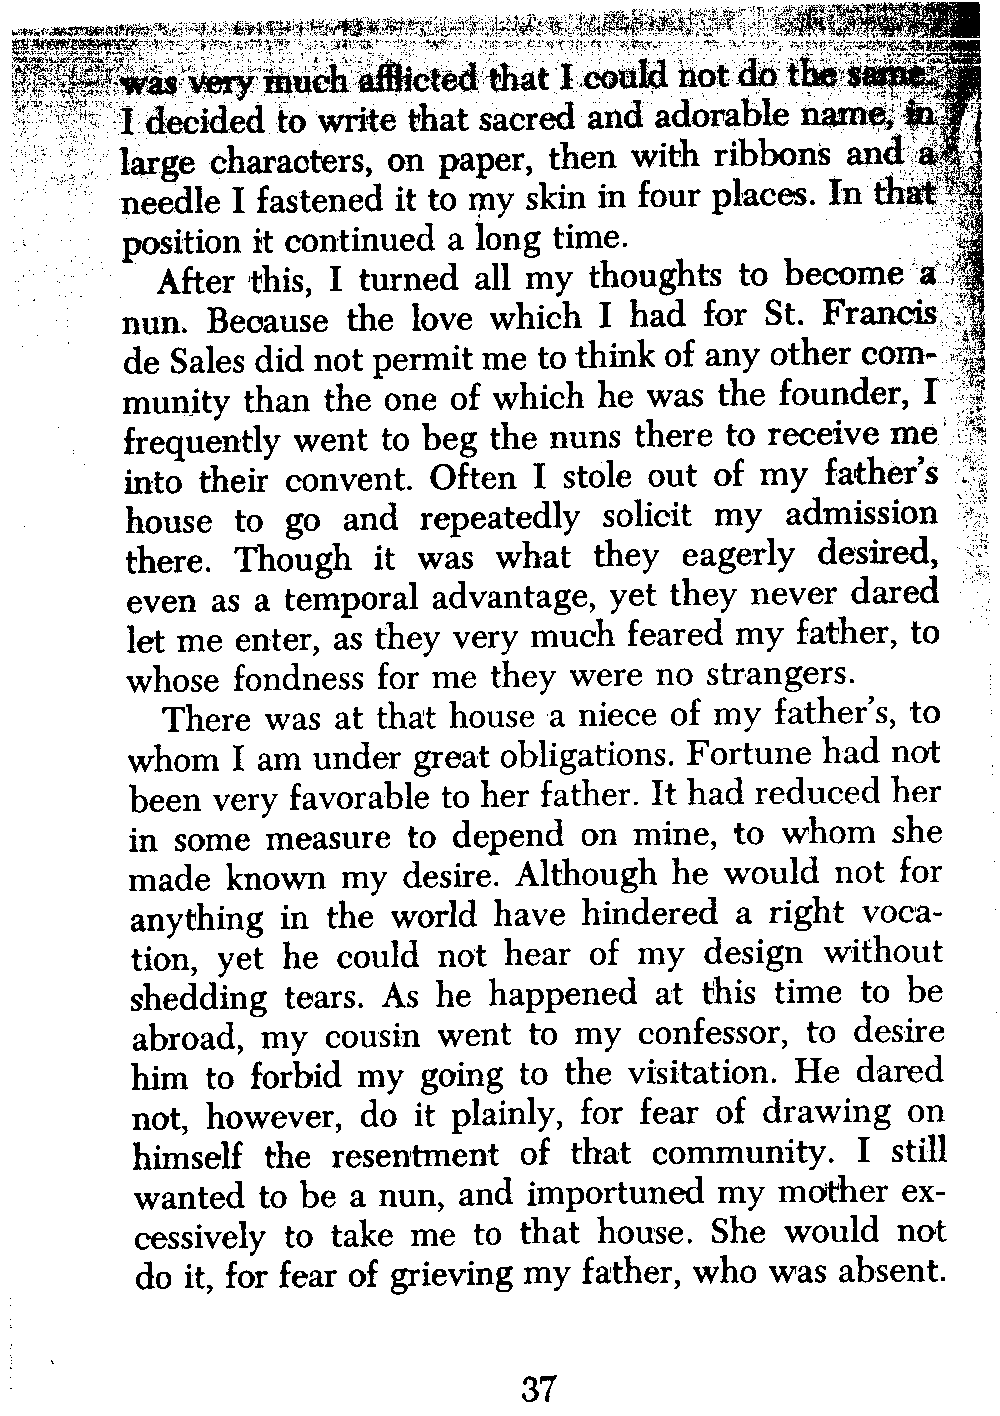 was very much afflicted that I could not do the same.
I decided to write that sacred and adorable name, in
large characters, on paper, then with ribbons and a
needle I fastened it to my skin in four places. In that
position it continued a long time.
After this, I turned all my thoughts to become a
nun. Because the love which I had for St. Francis
de Sales did not permit me to think of any other com-
munity than the one of which he was the founder, I
frequently went to beg the nuns there to receive me
into their convent. Often I stole out of my father's
house to go and repeatedly solicit my admission
there. Though it was what they eagerly desired,
even as a temporal advantage, yet they never dared
let me enter, as they very much feared my father, to
whose fondness for me they were no strangers.
There was at that house a niece of my father's, to
whom I am under great obligations. Fortune had not
been very favorable to her father. It had reduced her
in some measure to depend on mine, to whom she
made known my desire. Although he would not for
anything in the world have hindered a right voca-
tion, yet he could not hear of my design without
shedding tears. As he happened at this time to be
abroad, my cousin went to my confessor, to desire
him to forbid my going to the visitation. He dared
not, however, do it plainly, for fear of drawing on
himself the resentment of that community. I still
wanted to be a nun, and importuned my mother ex-
cessively to take me to that house. She would not
do it, for fear of grieving my father, who was absent.
37